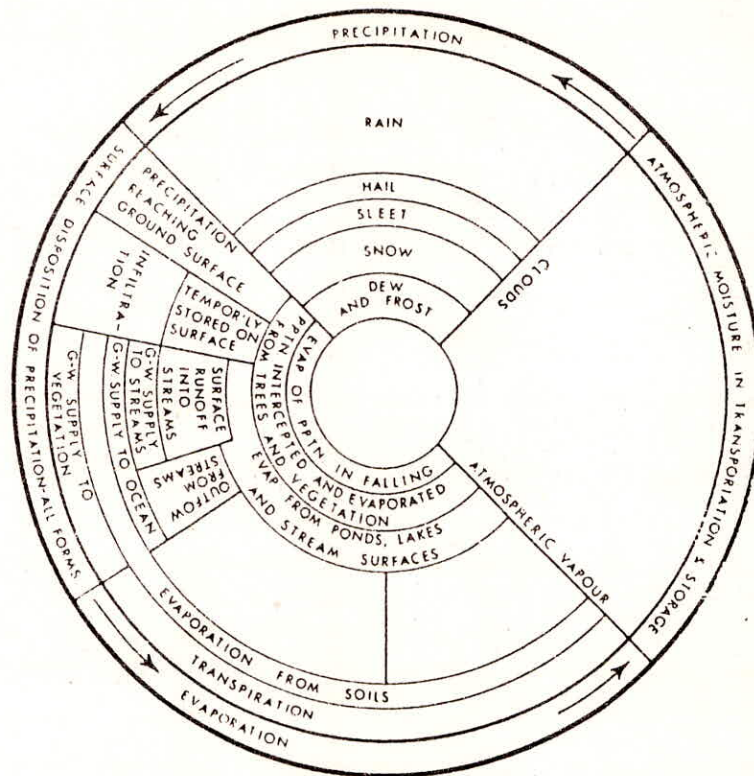 PRECIPITATION
RAIN
HAIL
SLEET
SNOW
DEW
AND FROST
CLOUDS
ATMOSPHERIC MOISTURE IN TRANSPORTATION & STORAGE
ATMOSPHERIC VAPOUR
SURFACE DISPOSITION OF PRECIPITATION-ALL FORMS
PRECIPITATION
REACHING
GROUND SURFACE
INFILTRA-
TION
TEMPOR'LY
STORED ON
SURFACE
SURFACE
RUNOFF
INTO
STREAMS
G-W SUPPLY
TO STREAMS
G-W SUPPLY TO OCEAN
G-W SUPPLY TO
VEGETATION
OUTFOW
FROM
STREAMS
EVAP OF PPTN IN FALLING
PPTN INTERCEPTED AND EVAPORATED
FROM TREES AND VEGETATION
EVAP FROM PONDS, LAKES
AND STREAM SURFACES
EVAPORATION FROM SOILS
TRANSPIRATION
EVAPORATION